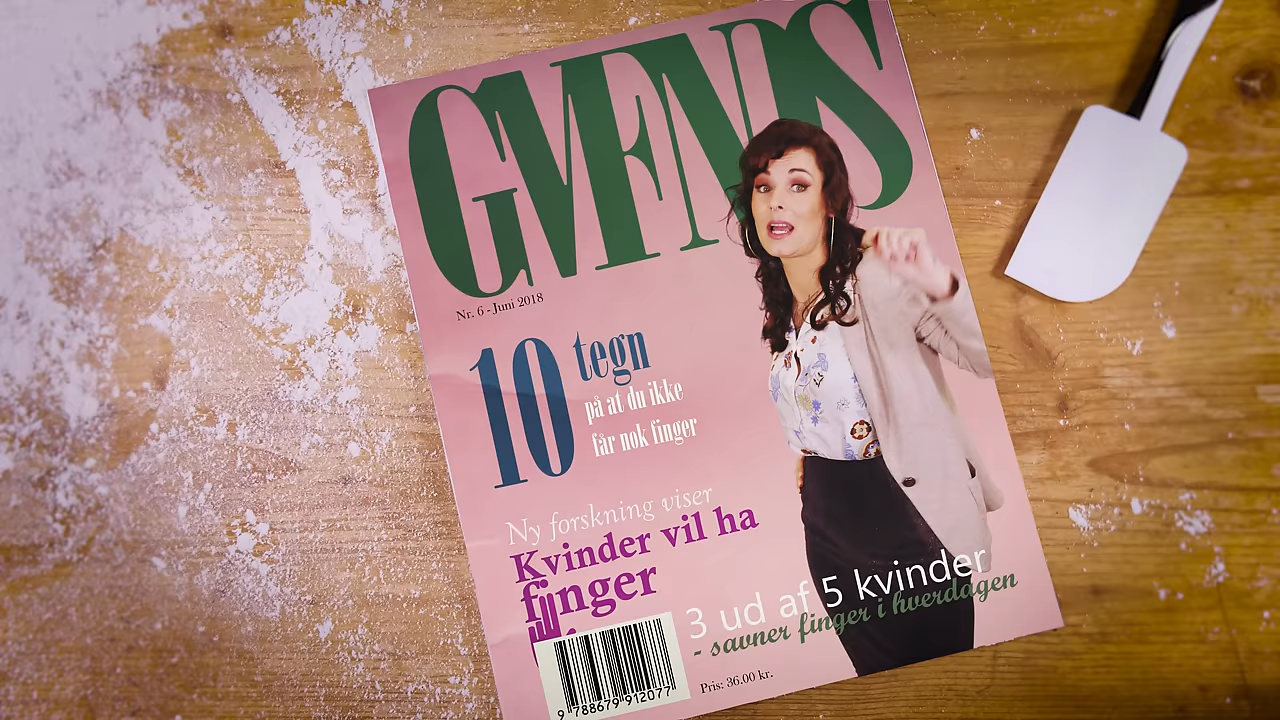 GVENDS
Nr. 6 - Juni 2018
10 tegn
på at du ikke
får nok finger
Ny forskning viser
Kvinder vil ha
finger
3 ud af 5 kvinder
- savner finger i hverdagen
Pris: 36.00 kr.
9 788679 912077